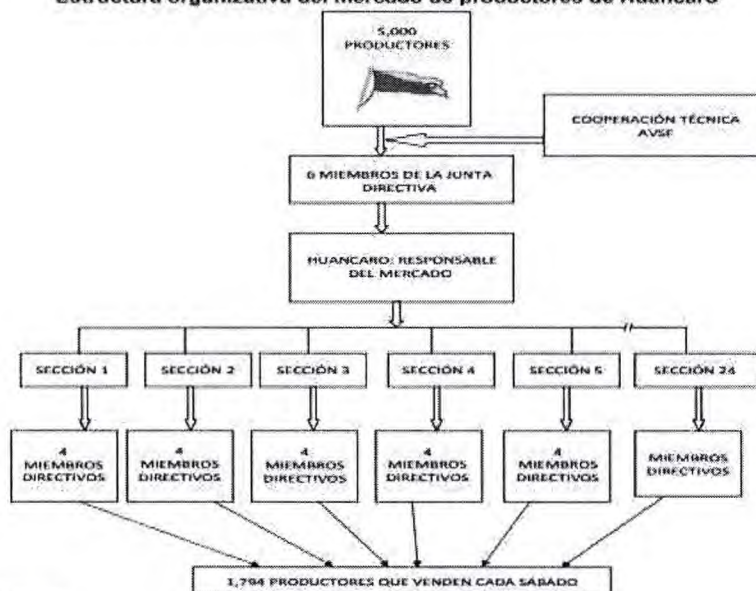 Estructura organizativa del mercado de productores de Huancaro
5,000
PRODUCTORES
COOPERACIÓN TÉCNICA
AVSF
6 MIEMBROS DE LA JUNTA
DIRECTIVA
HUANCARO: RESPONSABLE
DEL MERCADO
SECCIÓN 1
SECCIÓN 2
SECCIÓN 3
SECCIÓN 4
SECCIÓN 5
SECCIÓN 24
4
MIEMBROS
DIRECTIVOS
4
MIEMBROS
DIRECTIVOS
4
MIEMBROS
DIRECTIVOS
4
MIEMBROS
DIRECTIVOS
4
MIEMBROS
DIRECTIVOS
MIEMBROS
DIRECTIVOS
1,794 PRODUCTORES QUE VENDEN CADA SÁBADO